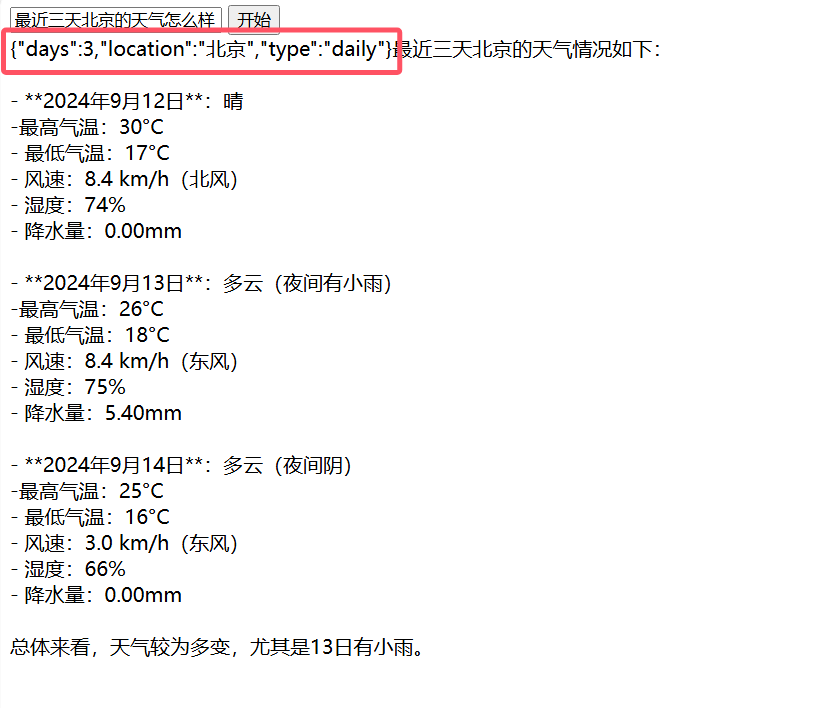 最近三天北京的天气怎么样 开始
{"days":3,"location":"北京","type":"daily"}最近三天北京的天气情况如下：
- **2024年9月12日**：晴
-最高气温：30°C
- 最低气温：17°C
- 风速：8.4 km/h（北风）
- 湿度：74%
- 降水量：0.00mm
- **2024年9月13日**：多云（夜间有小雨）
-最高气温：26°C
- 最低气温：18°C
- 风速：8.4 km/h（东风）
- 湿度：75%
- 降水量：5.40mm
- **2024年9月14日**：多云（夜间阴）
-最高气温：25°C
- 最低气温：16°C
- 风速：3.0 km/h（东风）
- 湿度：66%
- 降水量：0.00mm
总体来看，天气较为多变，尤其是13日有小雨。